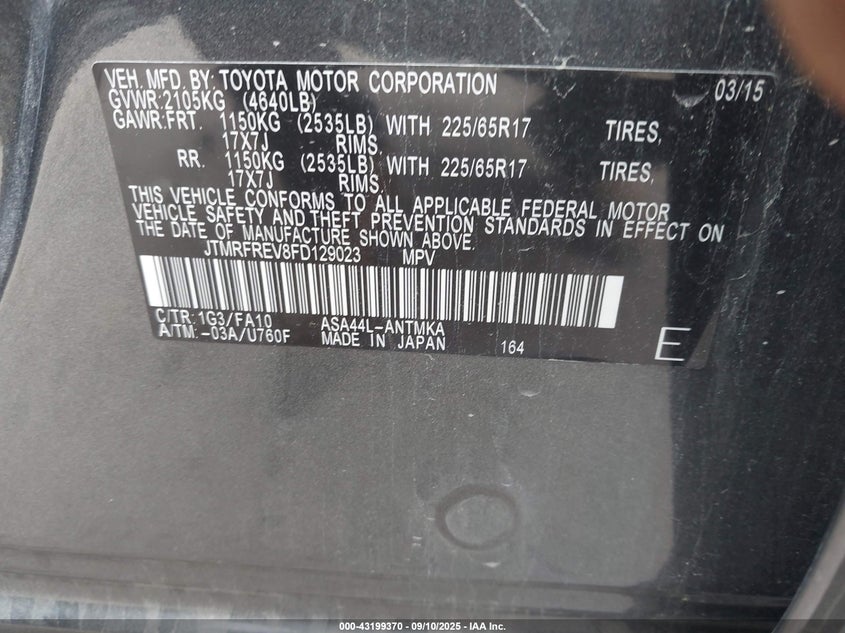 VEH. MFD. BY: TOYOTA MOTOR CORPORATION 03/15
GVWR: 2105KG (4640LB)
GAWR: FRT. 1150KG (2535LB) WITH 225/65R17 TIRES,
17X7J RIMS,
RR. 1150KG (2535LB) WITH 225/65R17 TIRES,
17X7J RIMS,
THIS VEHICLE CONFORMS TO ALL APPLICABLE FEDERAL MOTOR
VEHICLE SAFETY AND THEFT PREVENTION STANDARDS IN EFFECT ON
THE DATE OF MANUFACTURE SHOWN ABOVE.
JTMRFREV8FD129023 MPV
C/TR: 1G3/FA10 ASA44L-ANTMKA
A/TM: -03A/U760F MADE IN JAPAN 164 E
000-43199370 - 09/10/2025 - IAA Inc.